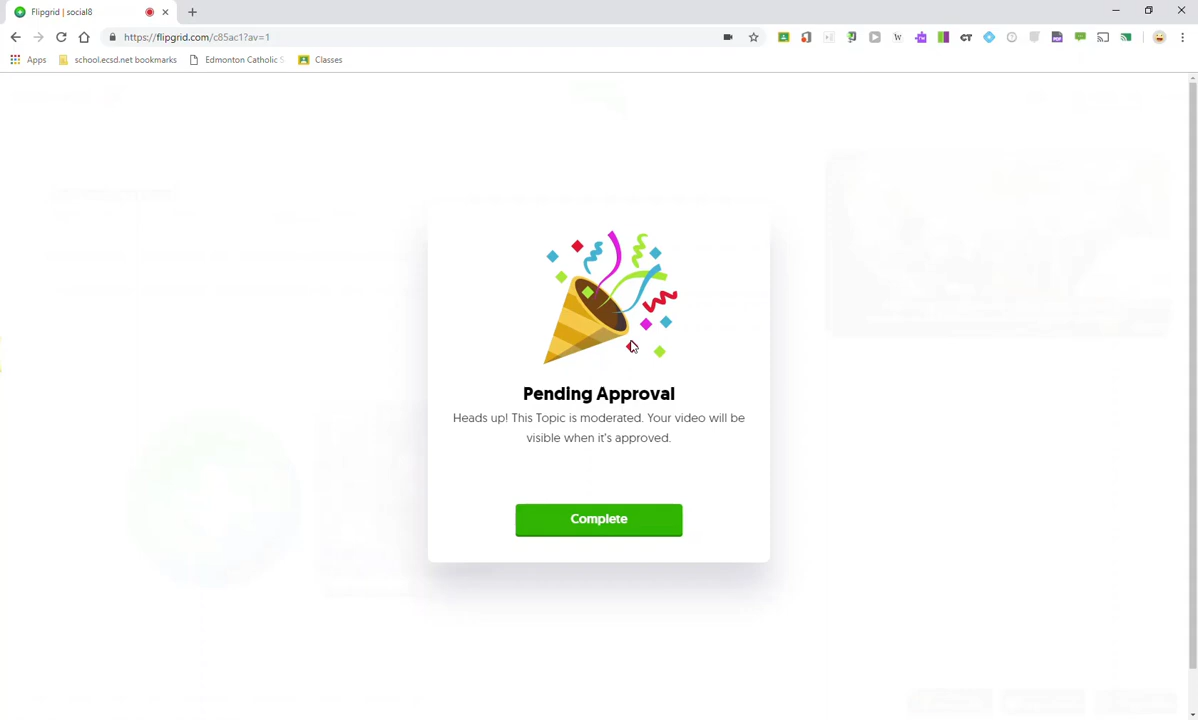 Flipgrid | social8
https://flipgrid.com/c85ac1?av=1
Apps school.ecsd.net bookmarks Edmonton Catholic Classes
Pending Approval
Heads up! This Topic is moderated. Your video will be
visible when it's approved.
Complete